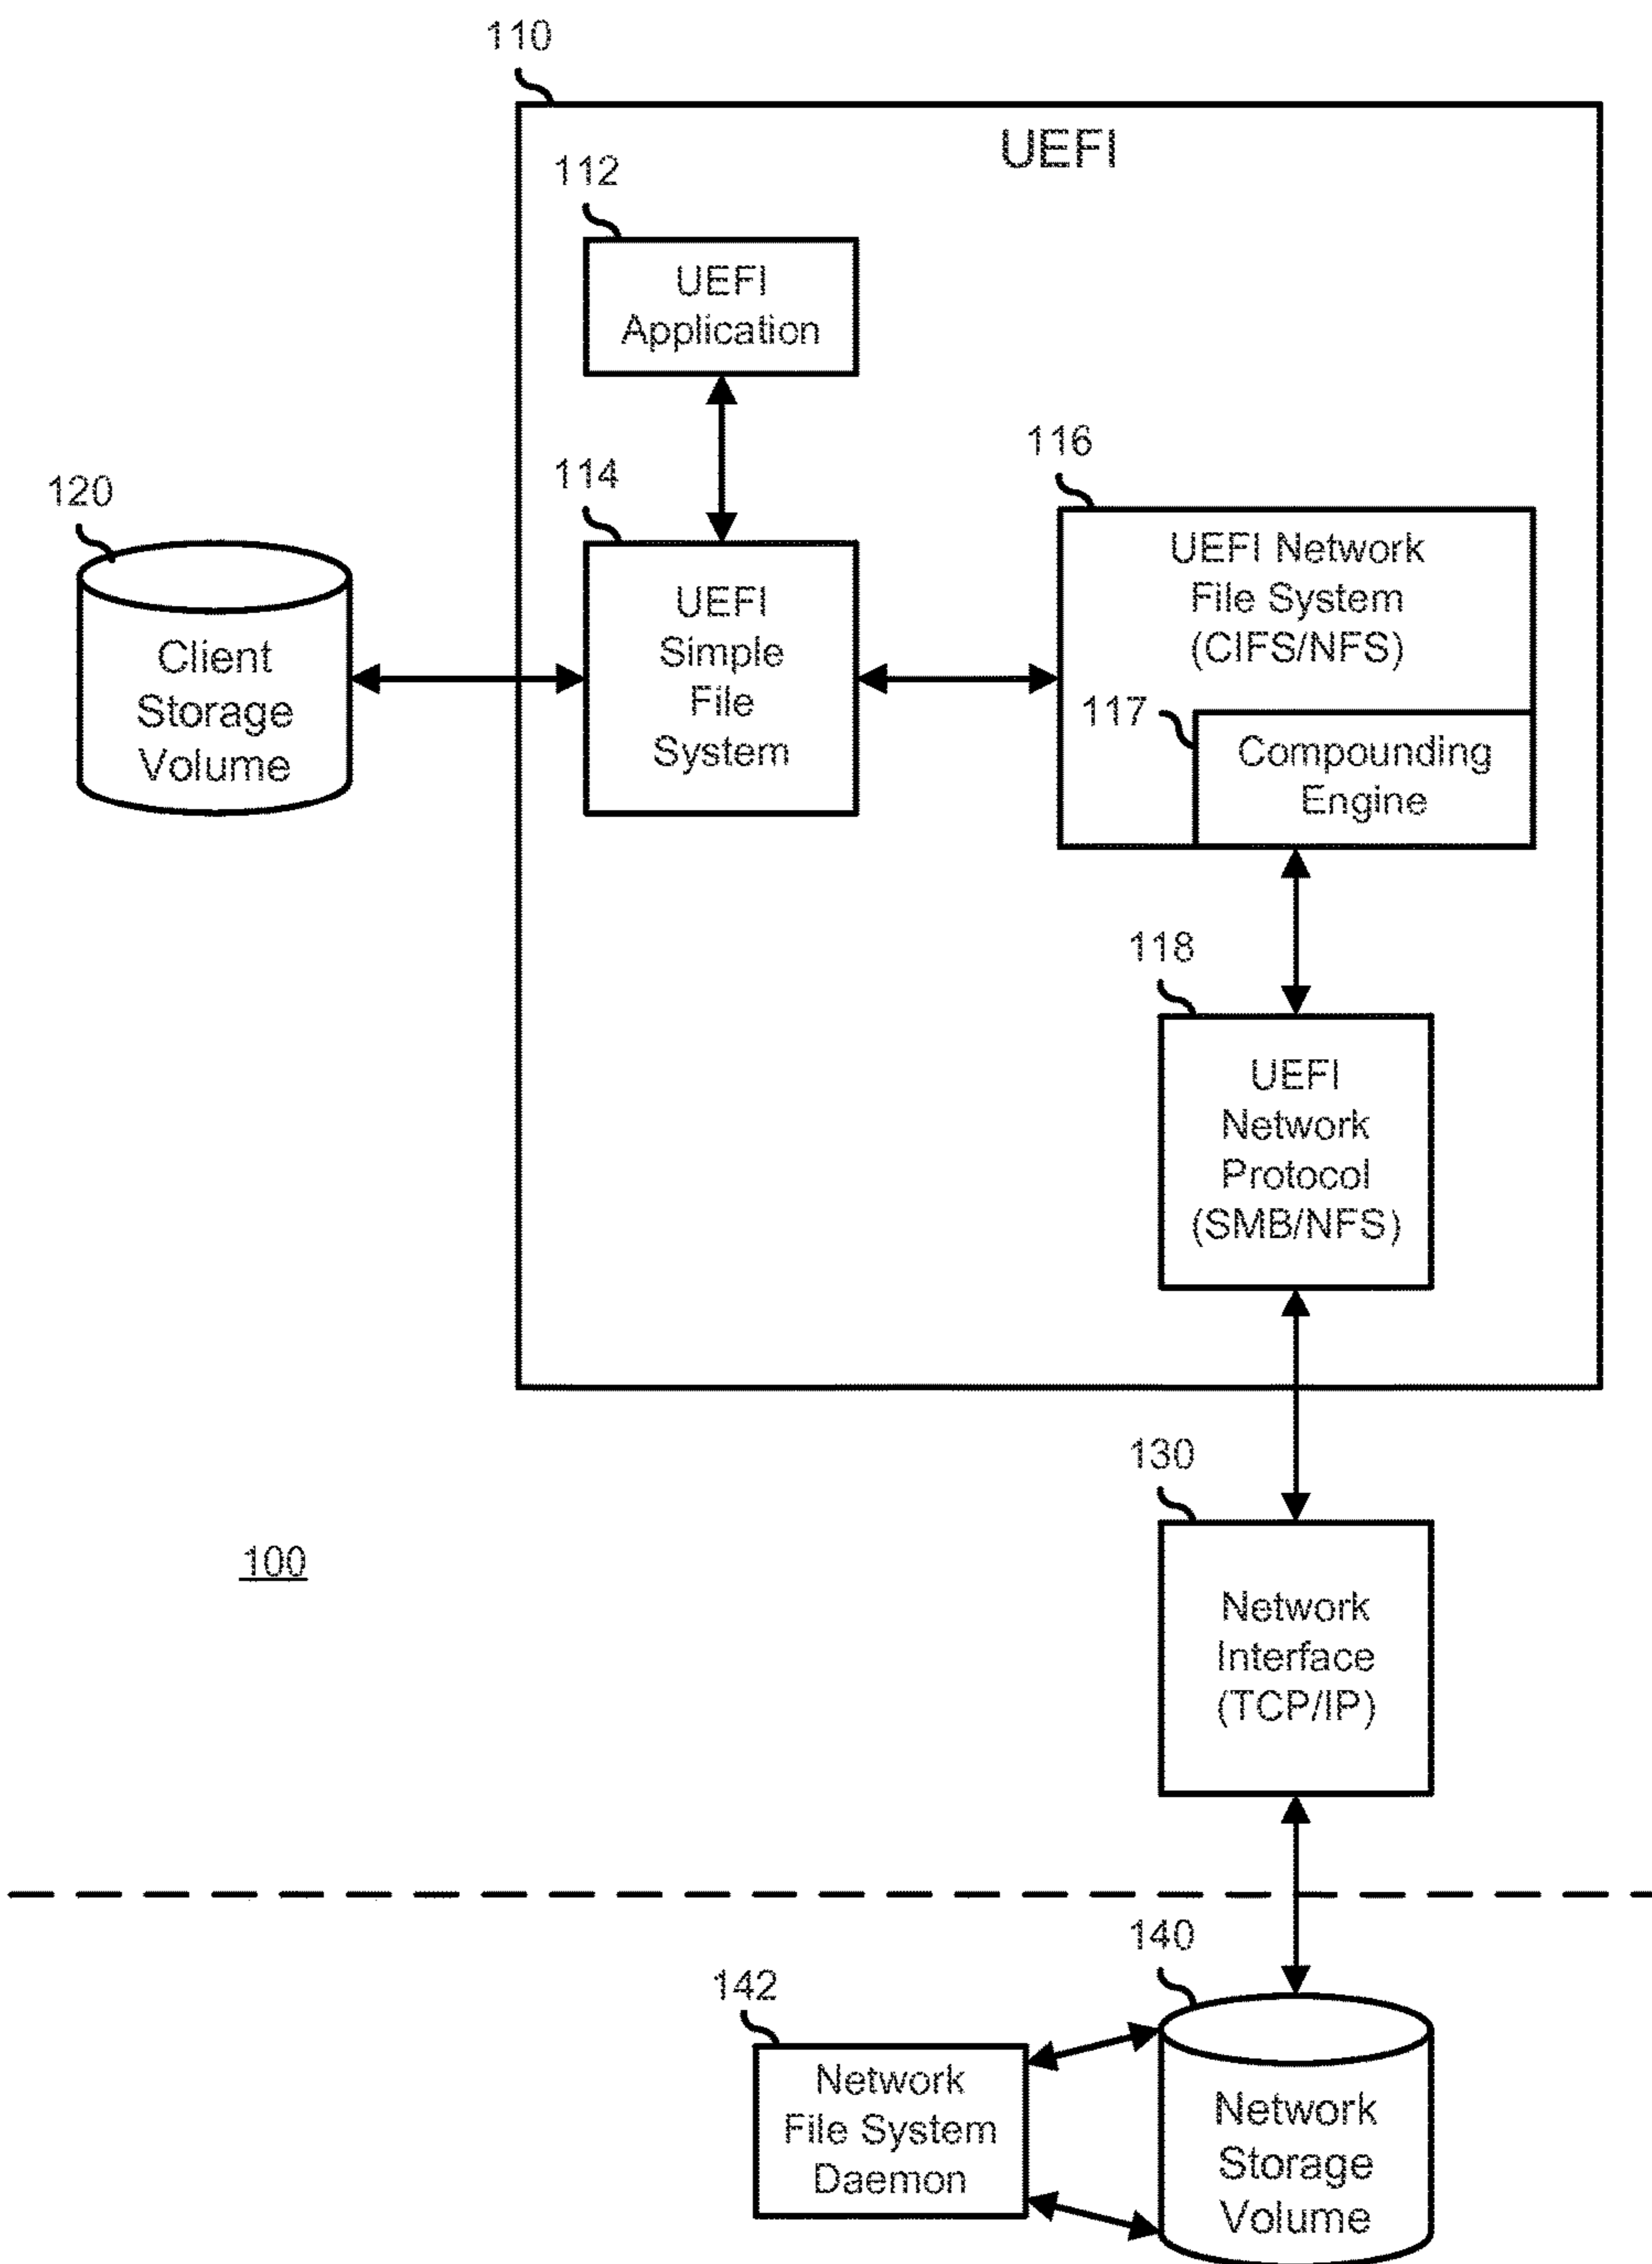 110
UEFI
112
UEFI
Application
116
114
120
UEFI Network
File System
(CIFS/NFS)
UEFI
Simple
File
System
Client
Storage
Volume
117
Compounding
Engine
118
UEFI
Network
Protocol
(SMB/NFS)
130
100
Network
Interface
(TCP/IP)
140
142
Network
File System
Daemon
Network
Storage
Volume